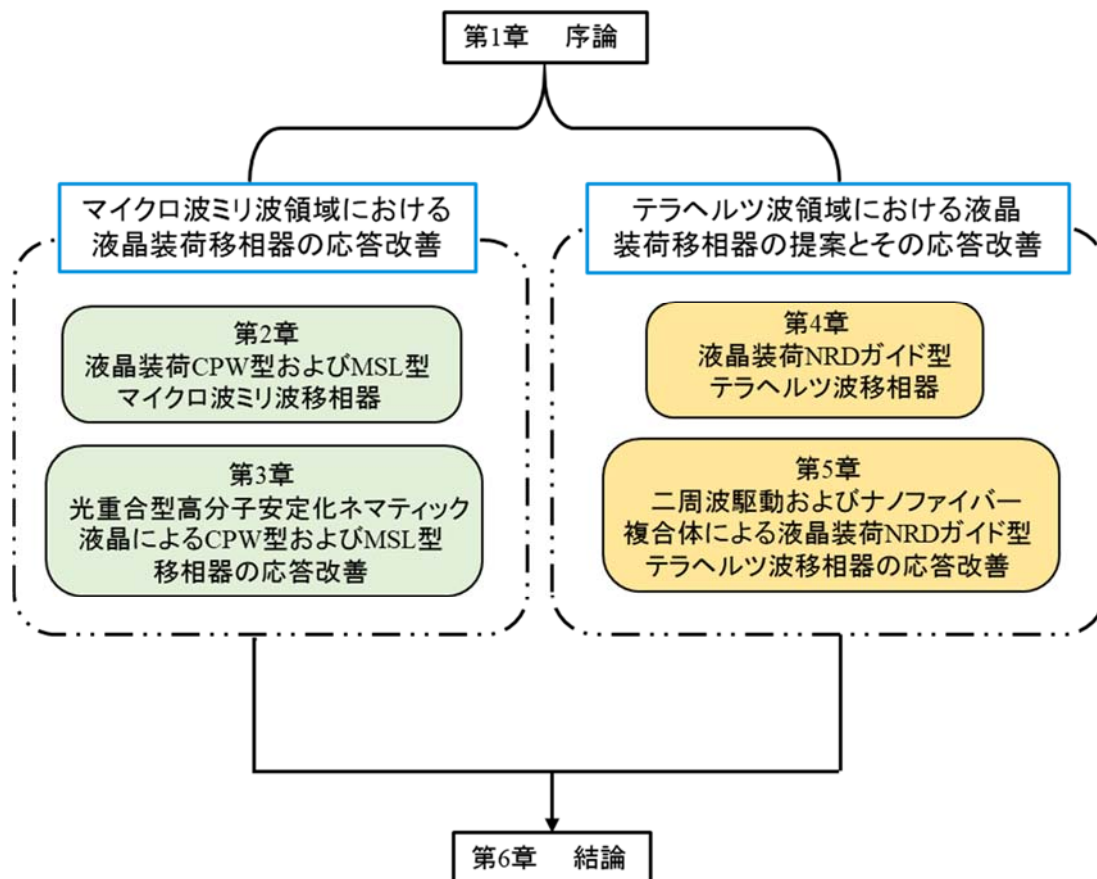 第1章 序論
マイクロ波ミリ波領域における
液晶装荷移相器の応答改善
第2章
液晶装荷CPW型およびMSL型
マイクロ波ミリ波移相器
第3章
光重合型高分子安定化ネマティック
液晶によるCPW型およびMSL型
移相器の応答改善
テラヘルツ波領域における液晶
装荷移相器の提案とその応答改善
第4章
液晶装荷NRDガイド型
テラヘルツ波移相器
第5章
二周波駆動およびナノファイバー
複合体による液晶装荷NRDガイド型
テラヘルツ波移相器の応答改善
第6章 結論